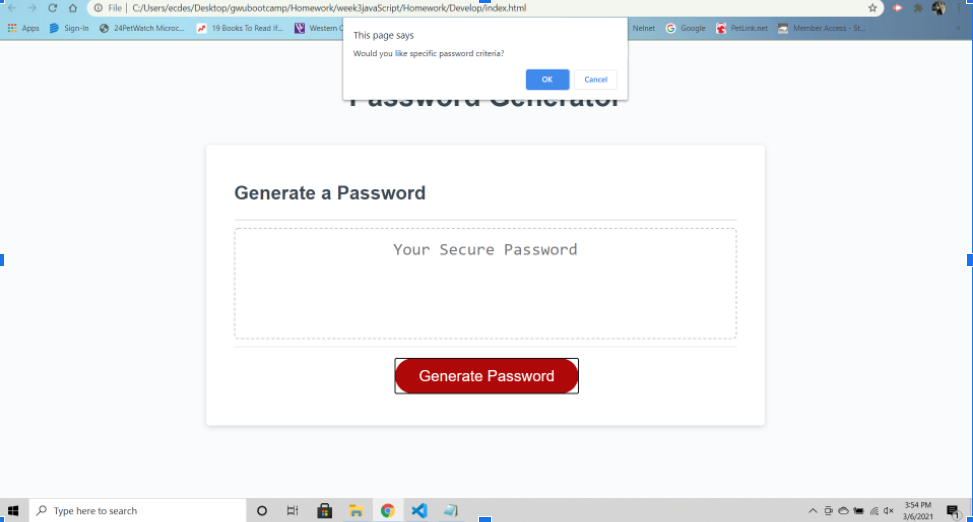 File | C:/Users/ecdes/Desktop/gwubootcamp/Homework/week3javaScript/Homework/Develop/index.html
Apps Sign-In 24PetWatch Microc... 19 Books To Read If... Western Nelnet Google PetLink.net Member Access - St...
This page says
Would you like specific password criteria?
OK Cancel
Password Generator
Generate a Password
Your Secure Password
Generate Password
Type here to search
3:54 PM
3/6/2021